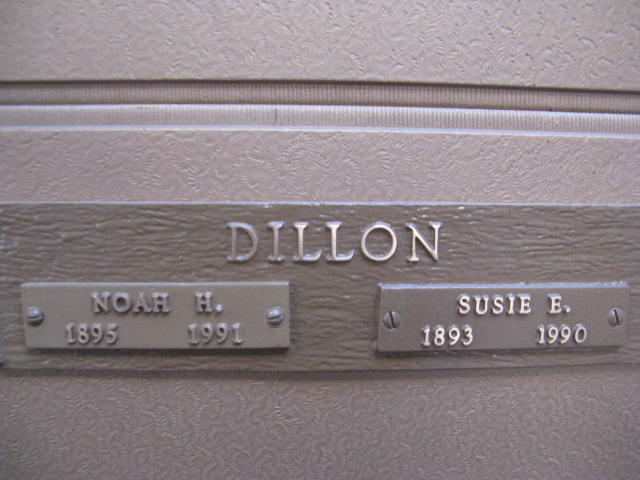 DILLON
NOAH H.
1895 1991
SUSIE E.
1893 1990